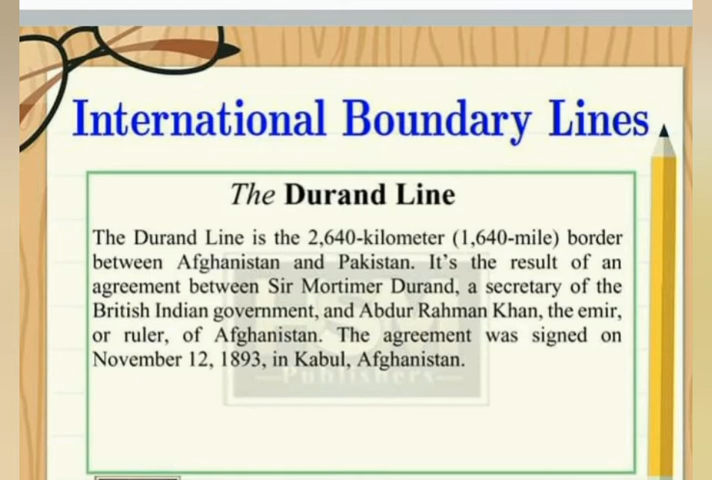 International Boundary Lines
The Durand Line
The Durand Line is the 2,640-kilometer (1,640-mile) border
between Afghanistan and Pakistan. It's the result of an
agreement between Sir Mortimer Durand, a secretary of the
British Indian government, and Abdur Rahman Khan, the emir,
or ruler, of Afghanistan. The agreement was signed on
November 12, 1893, in Kabul, Afghanistan.
Publishers